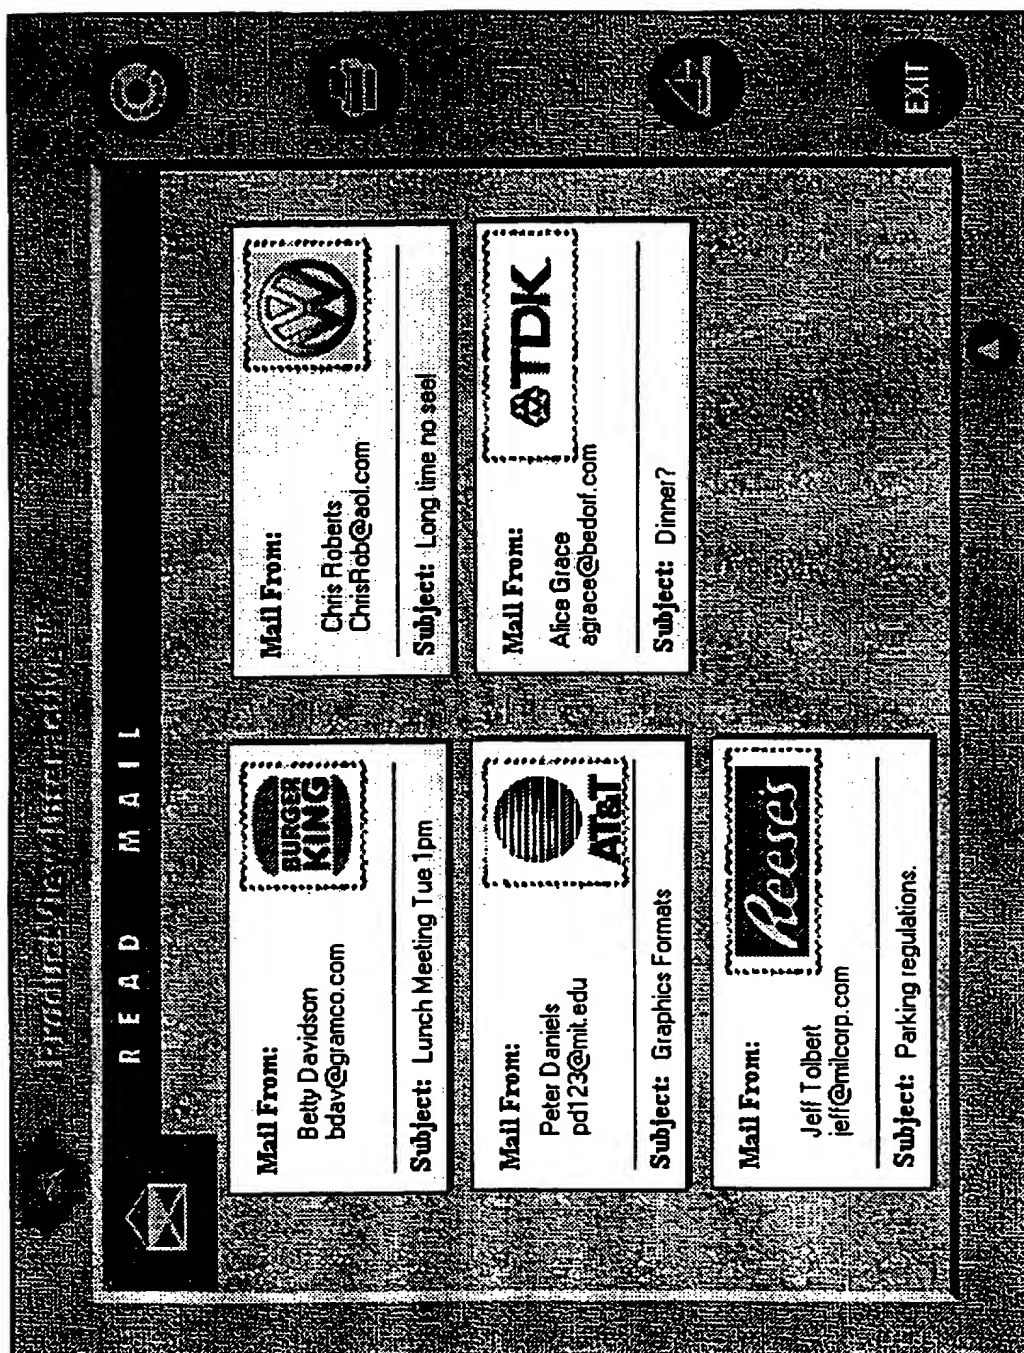 READ MAIL
Mail From:
BURGER
KING
Betty Davidson
bdav@gramco.com
Subject: Lunch Meeting Tue 1pm
Mail From:
Chris Roberts
ChrisRob@aol.com
Subject: Long time no see!
Mail From:
AT&T
Peter Daniels
pd123@mit.edu
Subject: Graphics Formats
Mail From:
TDK
Alice Grace
agrace@bedorf.com
Subject: Dinner?
Mail From:
Reese's
Jeff Tolbert
jeff@milcorp.com
Subject: Parking regulations.
EXIT